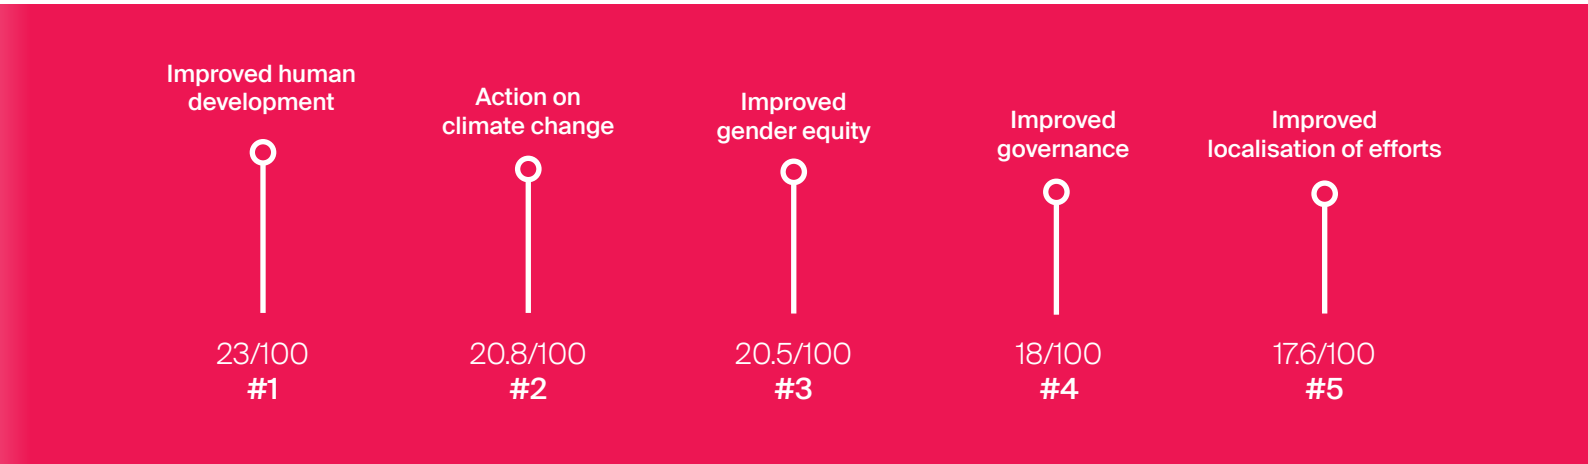 Improved human
development
23/100
#1
Action on
climate change
20.8/100
#2
Improved
gender equity
20.5/100
#3
Improved
governance
18/100
#4
Improved
localisation of efforts
17.6/100
#5